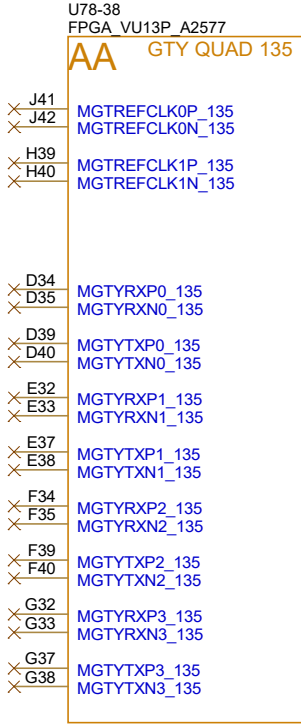 U78-38
FPGA_VU13P_A2577
AA GTY QUAD 135
J41 MGTREFCLK0P_135
J42 MGTREFCLK0N_135
H39 MGTREFCLK1P_135
H40 MGTREFCLK1N_135
D34 MGTYRXP0_135
D35 MGTYRXN0_135
D39 MGTYTXP0_135
D40 MGTYTXN0_135
E32 MGTYRXP1_135
E33 MGTYRXN1_135
E37 MGTYTXP1_135
E38 MGTYTXN1_135
F34 MGTYRXP2_135
F35 MGTYRXN2_135
F39 MGTYTXP2_135
F40 MGTYTXN2_135
G32 MGTYRXP3_135
G33 MGTYRXN3_135
G37 MGTYTXP3_135
G38 MGTYTXN3_135